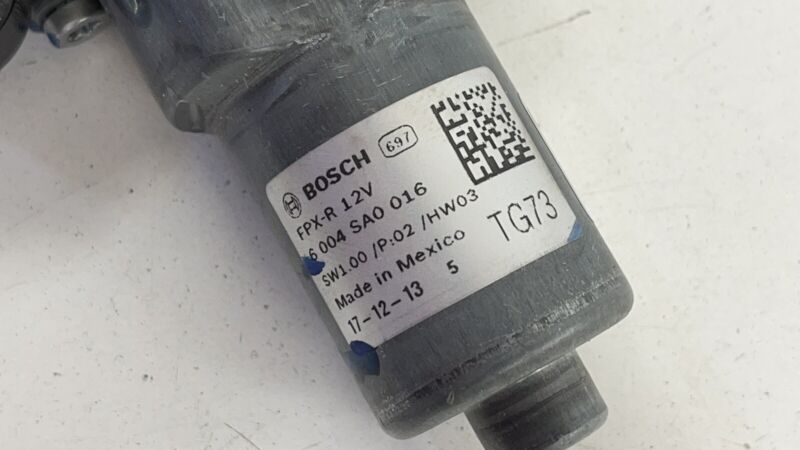 BOSCH 697
FPX-R 12V
6 004 SA0 016
SW1.00 /P:02 /HW03
Made in Mexico
17-12-13 5
TG73